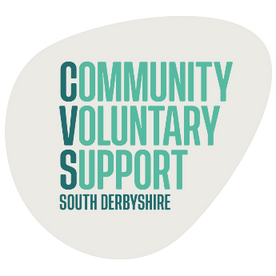 COMMUNITY
VOLUNTARY
SUPPORT
SOUTH DERBYSHIRE